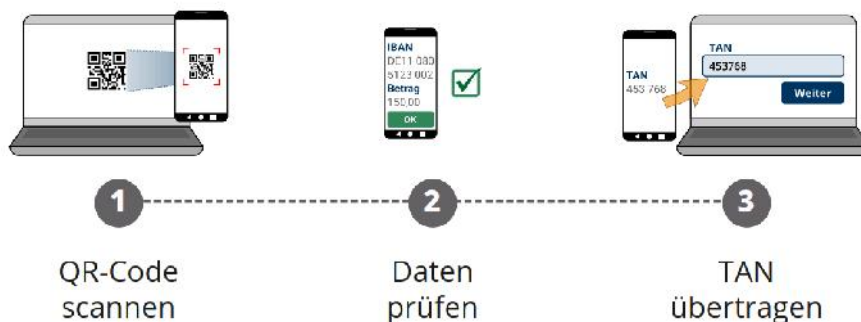 IBAN
DE11 080
5123 002
Betrag
150,00
OK
TAN
453 768
TAN
453768
Weiter
1
2
3
QR-Code
scannen
Daten
prüfen
TAN
übertragen